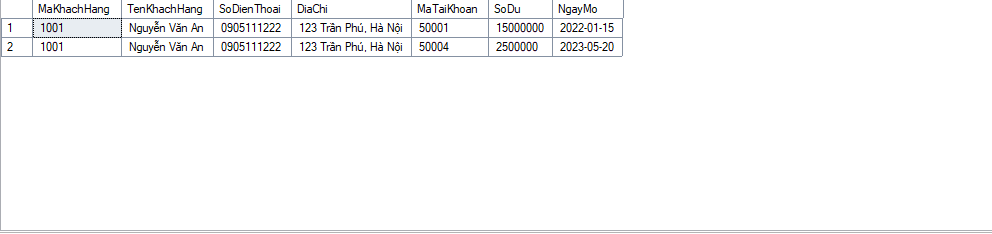 MaKhachHang TenKhachHang SoDienThoai DiaChi MaTaiKhoan SoDu NgayMo
1 1001 Nguyễn Văn An 0905111222 123 Trần Phú, Hà Nội 50001 15000000 2022-01-15
2 1001 Nguyễn Văn An 0905111222 123 Trần Phú, Hà Nội 50004 2500000 2023-05-20